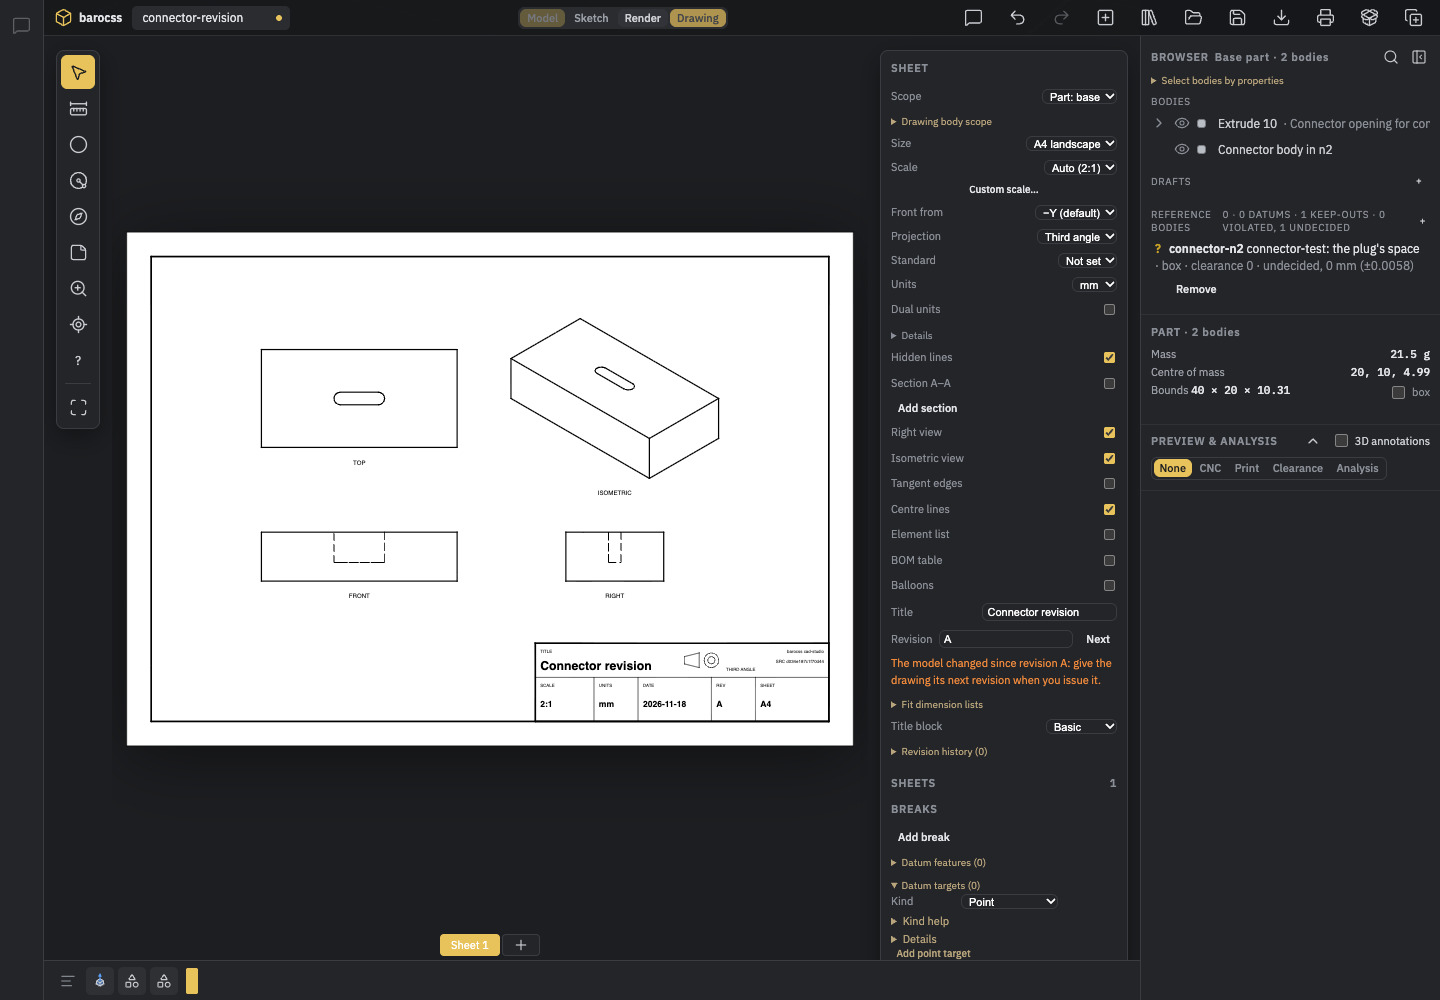 barocss
connector-revision
Model
Sketch
Render
Drawing
?
TOP
ISOMETRIC
FRONT
RIGHT
TITLE
Connector revision
THIRD ANGLE
barocss cad-studio
SCALE
UNITS
DATE
REV
SHEET
2:1
mm
2026-11-18
A
A4
Sheet 1
SHEET
Scope
Part: base
Drawing body scope
Size
A4 landscape
Scale
Auto (2:1)
Custom scale...
Front from
−Y (default)
Projection
Third angle
Standard
Not set
Units
mm
Dual units
Details
Hidden lines
Section A–A
Add section
Right view
Isometric view
Tangent edges
Centre lines
Element list
BOM table
Balloons
Title
Connector revision
Revision
A
Next
The model changed since revision A: give the
drawing its next revision when you issue it.
Fit dimension lists
Title block
Basic
Revision history (0)
SHEETS
1
BREAKS
Add break
Datum features (0)
Datum targets (0)
Kind
Point
Kind help
Details
Add point target
BROWSER Base part · 2 bodies
Select bodies by properties
BODIES
Extrude 10 · Connector opening for cor
Connector body in n2
DRAFTS
+
REFERENCE BODIES
0 · 0 DATUMS · 1 KEEP-OUTS · 0 VIOLATED, 1 UNDECIDED
+
? connector-n2 connector-test: the plug's space
· box · clearance 0 · undecided, 0 mm (±0.0058)
Remove
PART · 2 bodies
Mass
21.5 g
Centre of mass
20, 10, 4.99
Bounds 40 × 20 × 10.31
box
PREVIEW & ANALYSIS
3D annotations
None
CNC
Print
Clearance
Analysis